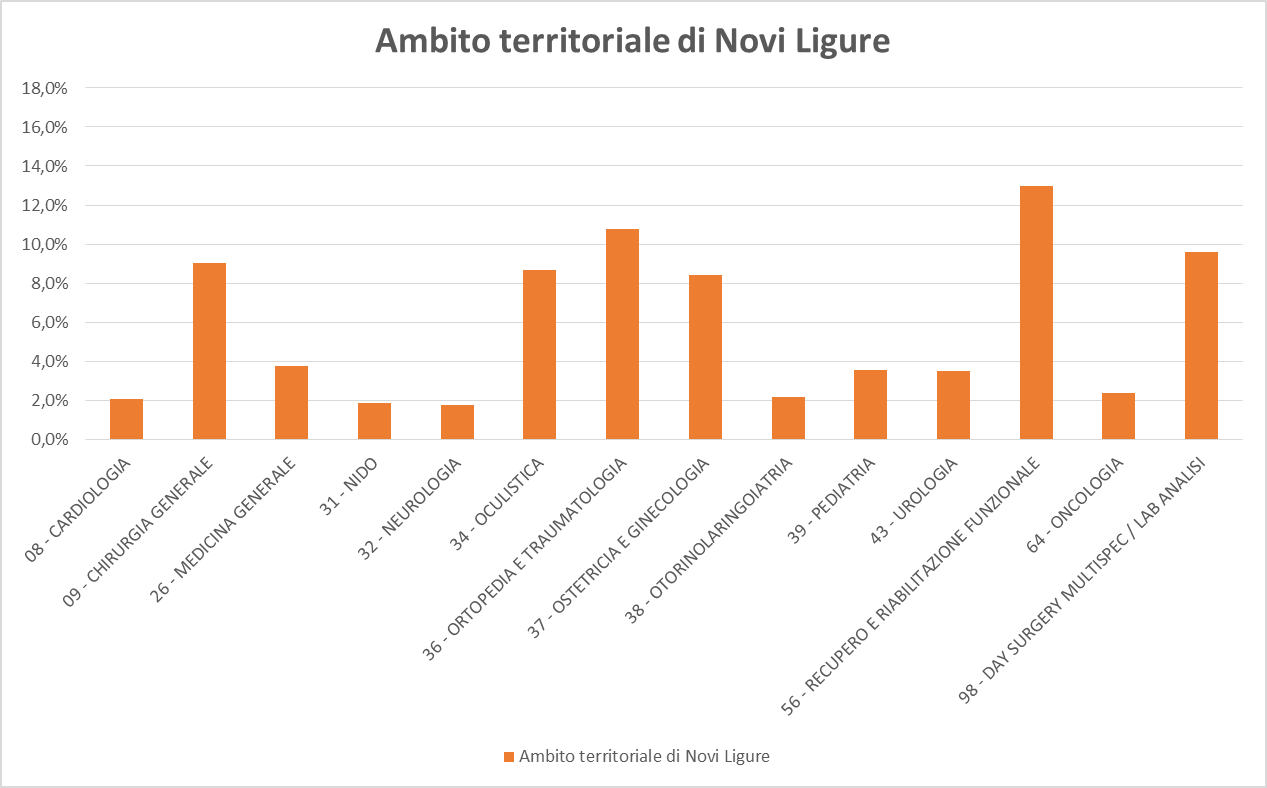 Ambito territoriale di Novi Ligure
18,0%
16,0%
14,0%
12,0%
10,0%
8,0%
6,0%
4,0%
2,0%
0,0%
08 - CARDIOLOGIA
09 - CHIRURGIA GENERALE
26 - MEDICINA GENERALE
31 - NIDO
32 - NEUROLOGIA
34 - OCULISTICA
36 - ORTOPEDIA E TRAUMATOLOGIA
37 - OSTETRICIA E GINECOLOGIA
38 - OTORINOLARINGOIATRIA
39 - PEDIATRIA
43 - UROLOGIA
56 - RECUPERO E RIABILITAZIONE FUNZIONALE
64 - ONCOLOGIA
98 - DAY SURGERY MULTISPEC / LAB ANALISI
Ambito territoriale di Novi Ligure